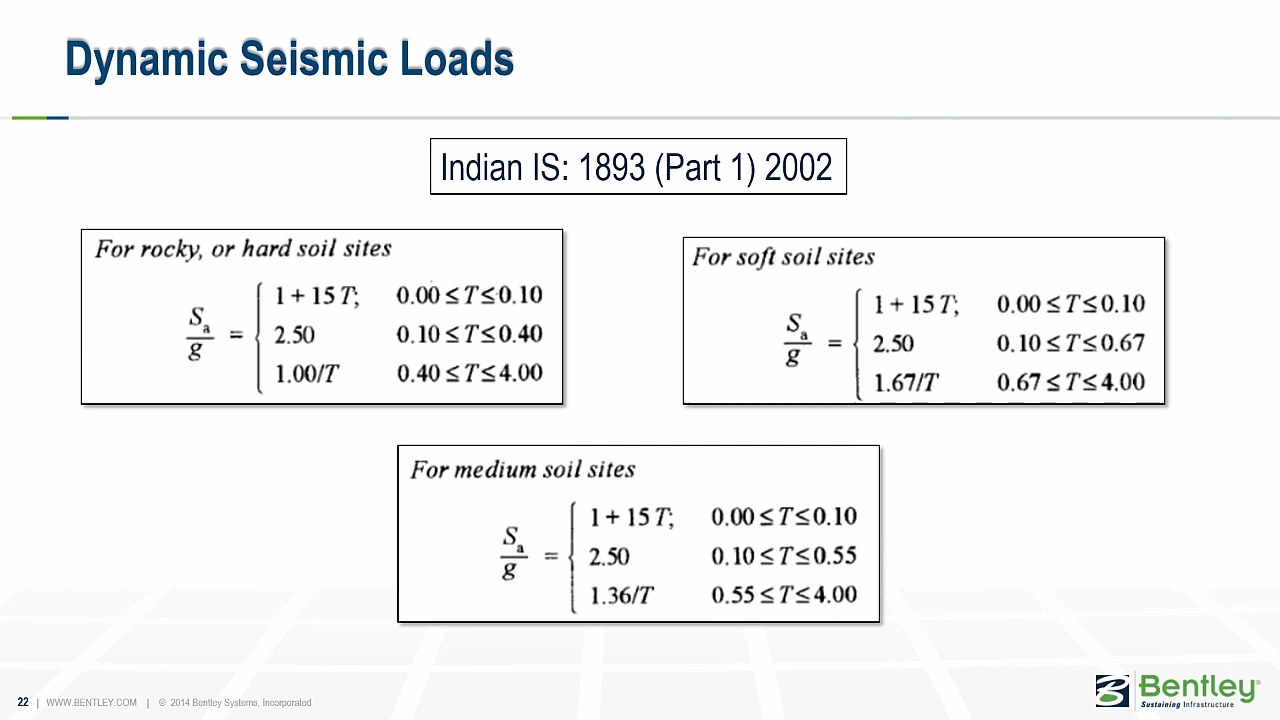 Dynamic Seismic Loads
Indian IS: 1893 (Part 1) 2002
For rocky, or hard soil sites
Sa/g = { 1 + 15 T; 0.00 ≤ T ≤ 0.10
2.50 0.10 ≤ T ≤ 0.40
1.00/T 0.40 ≤ T ≤ 4.00
For soft soil sites
Sa/g = { 1 + 15 T; 0.00 ≤ T ≤ 0.10
2.50 0.10 ≤ T ≤ 0.67
1.67/T 0.67 ≤ T ≤ 4.00
For medium soil sites
Sa/g = { 1 + 15 T; 0.00 ≤ T ≤ 0.10
2.50 0.10 ≤ T ≤ 0.55
1.36/T 0.55 ≤ T ≤ 4.00
22 | WWW.BENTLEY.COM | © 2014 Bentley Systems, Incorporated
Bentley®
Sustaining Infrastructure